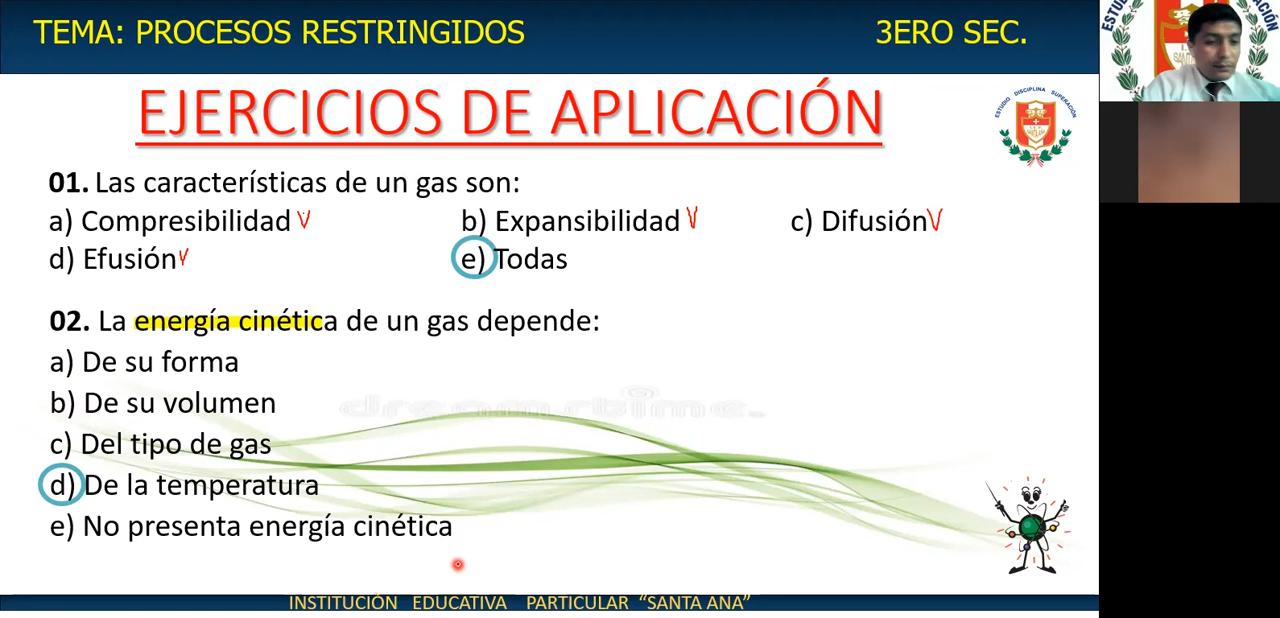 TEMA: PROCESOS RESTRINGIDOS 3ERO SEC.
EJERCICIOS DE APLICACIÓN
ESTUDIO DISCIPLINA SUPERACIÓN
01. Las características de un gas son:
a) Compresibilidad V b) Expansibilidad V c) Difusión V
d) Efusión V e) Todas
02. La energía cinética de un gas depende:
a) De su forma
b) De su volumen
dreamstime.
c) Del tipo de gas
d) De la temperatura
e) No presenta energía cinética
INSTITUCIÓN EDUCATIVA PARTICULAR “SANTA ANA”